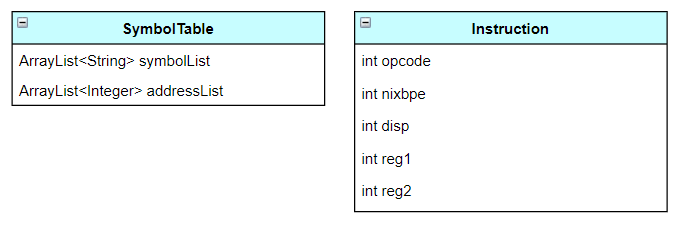 SymbolTable
ArrayList<String> symbolList
ArrayList<Integer> addressList
Instruction
int opcode
int nixbpe
int disp
int reg1
int reg2